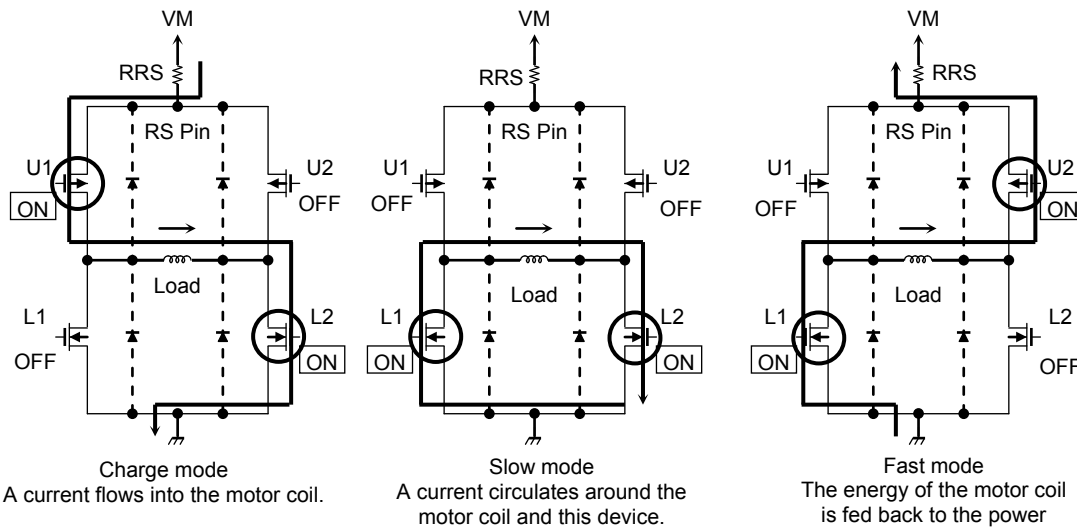 VM
RRS
RS Pin
U1
U2
ON
OFF
Load
L1
L2
OFF
ON
Charge mode
A current flows into the motor coil.
VM
RRS
RS Pin
U1
U2
OFF
OFF
Load
L1
L2
ON
ON
Slow mode
A current circulates around the
motor coil and this device.
VM
RRS
RS Pin
U1
U2
OFF
ON
Load
L1
L2
ON
OFF
Fast mode
The energy of the motor coil
is fed back to the power